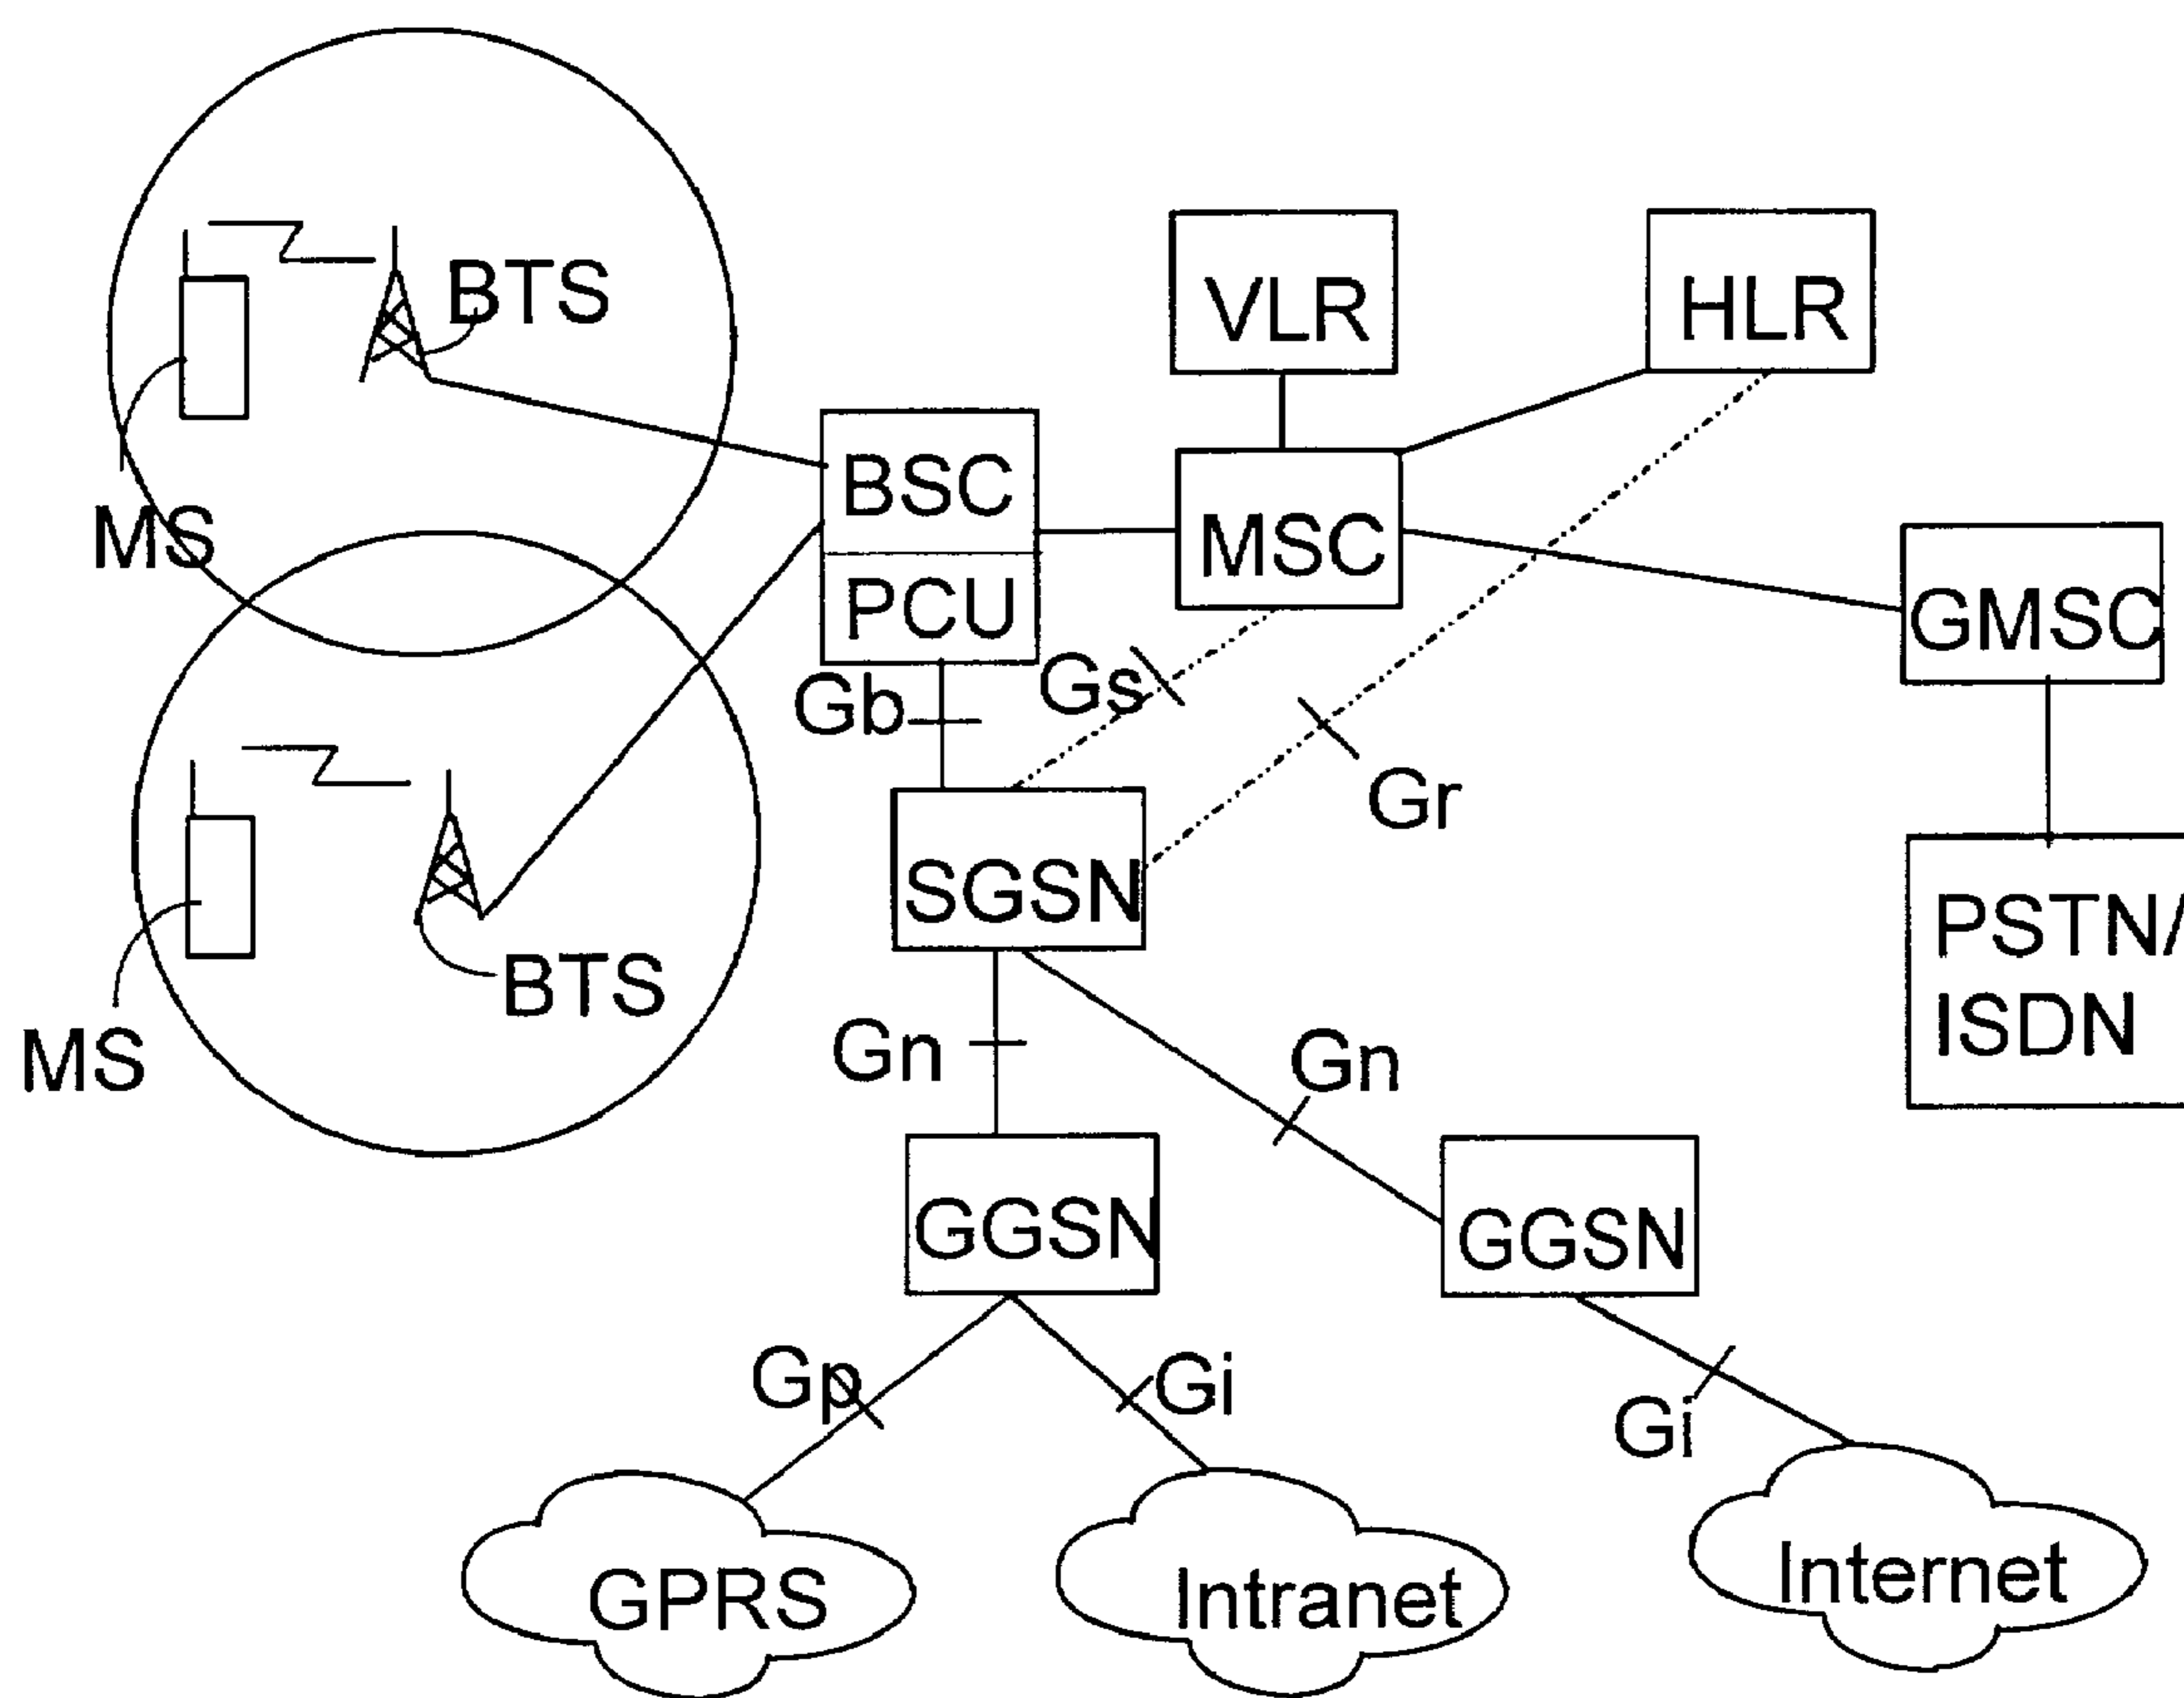 BTS
VLR
HLR
BSC
MS
MSC
PCU
GMSC
Gs
Gb
Gr
SGSN
PSTN/
ISDN
BTS
MS
Gn
Gn
GGSN
GGSN
Gp
Gi
Gi
GPRS
Intranet
Internet